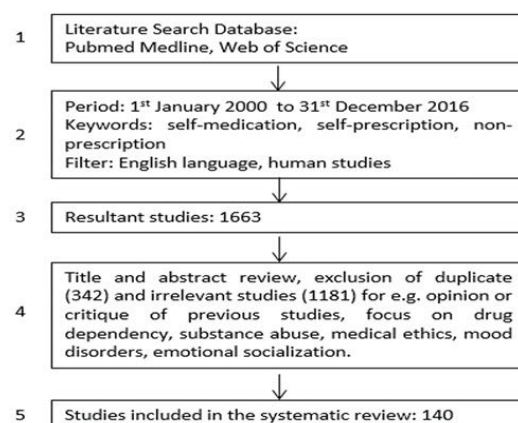 1
Literature Search Database:
Pubmed Medline, Web of Science
2
Period: 1st January 2000 to 31st December 2016
Keywords: self-medication, self-prescription, non-
prescription
Filter: English language, human studies
3
Resultant studies: 1663
4
Title and abstract review, exclusion of duplicate
(342) and irrelevant studies (1181) for e.g. opinion or
critique of previous studies, focus on drug
dependency, substance abuse, medical ethics, mood
disorders, emotional socialization.
5
Studies included in the systematic review: 140